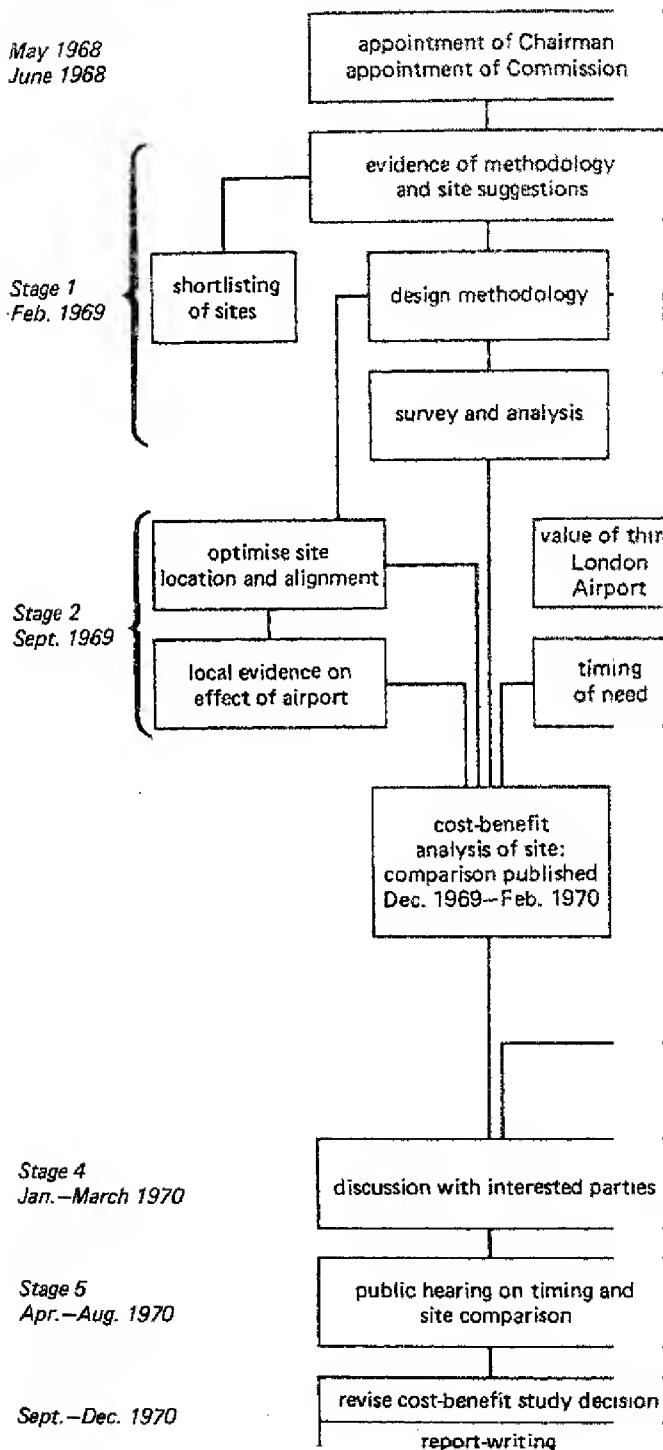 May 1968
June 1968
appointment of Chairman
appointment of Commission
evidence of methodology
and site suggestions
Stage 1
Feb. 1969
shortlisting
of sites
design methodology
survey and analysis
Stage 2
Sept. 1969
optimise site
location and alignment
value of thir
London
Airport
local evidence on
effect of airport
timing
of need
cost-benefit
analysis of site:
comparison published
Dec. 1969–Feb. 1970
Stage 4
Jan.–March 1970
discussion with interested parties
Stage 5
Apr.–Aug. 1970
public hearing on timing and
site comparison
Sept.–Dec. 1970
revise cost-benefit study decision
report-writing